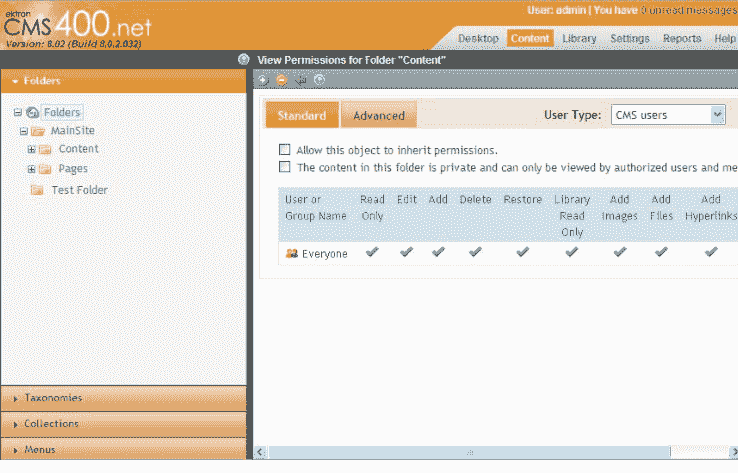 ektron
CMS400.net
Version: 8.02 (Build 8.0.2.032)
User: admin | You have 0 unread messages
Desktop Content Library Settings Reports Help
View Permissions for Folder "Content"
Folders
Folders
MainSite
Content
Pages
Test Folder
Taxonomies
Collections
Menus
Standard Advanced User Type: CMS users
Allow this object to inherit permissions.
The content in this folder is private and can only be viewed by authorized users and me
User or Read Edit Add Delete Restore Library Add Add Add
Group Name Only Read Images Files Hyperlinks
Only
Everyone